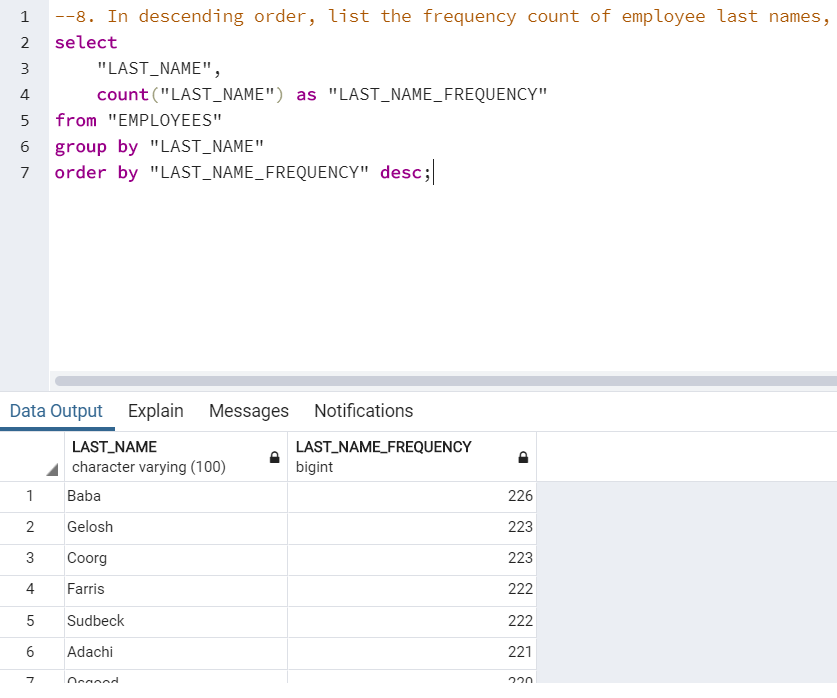 1 --8. In descending order, list the frequency count of employee last names,
2 select
3 "LAST_NAME",
4 count("LAST_NAME") as "LAST_NAME_FREQUENCY"
5 from "EMPLOYEES"
6 group by "LAST_NAME"
7 order by "LAST_NAME_FREQUENCY" desc;
Data Output Explain Messages Notifications
LAST_NAME LAST_NAME_FREQUENCY
character varying (100) bigint
1 Baba 226
2 Gelosh 223
3 Coorg 223
4 Farris 222
5 Sudbeck 222
6 Adachi 221
7 Osgood 220